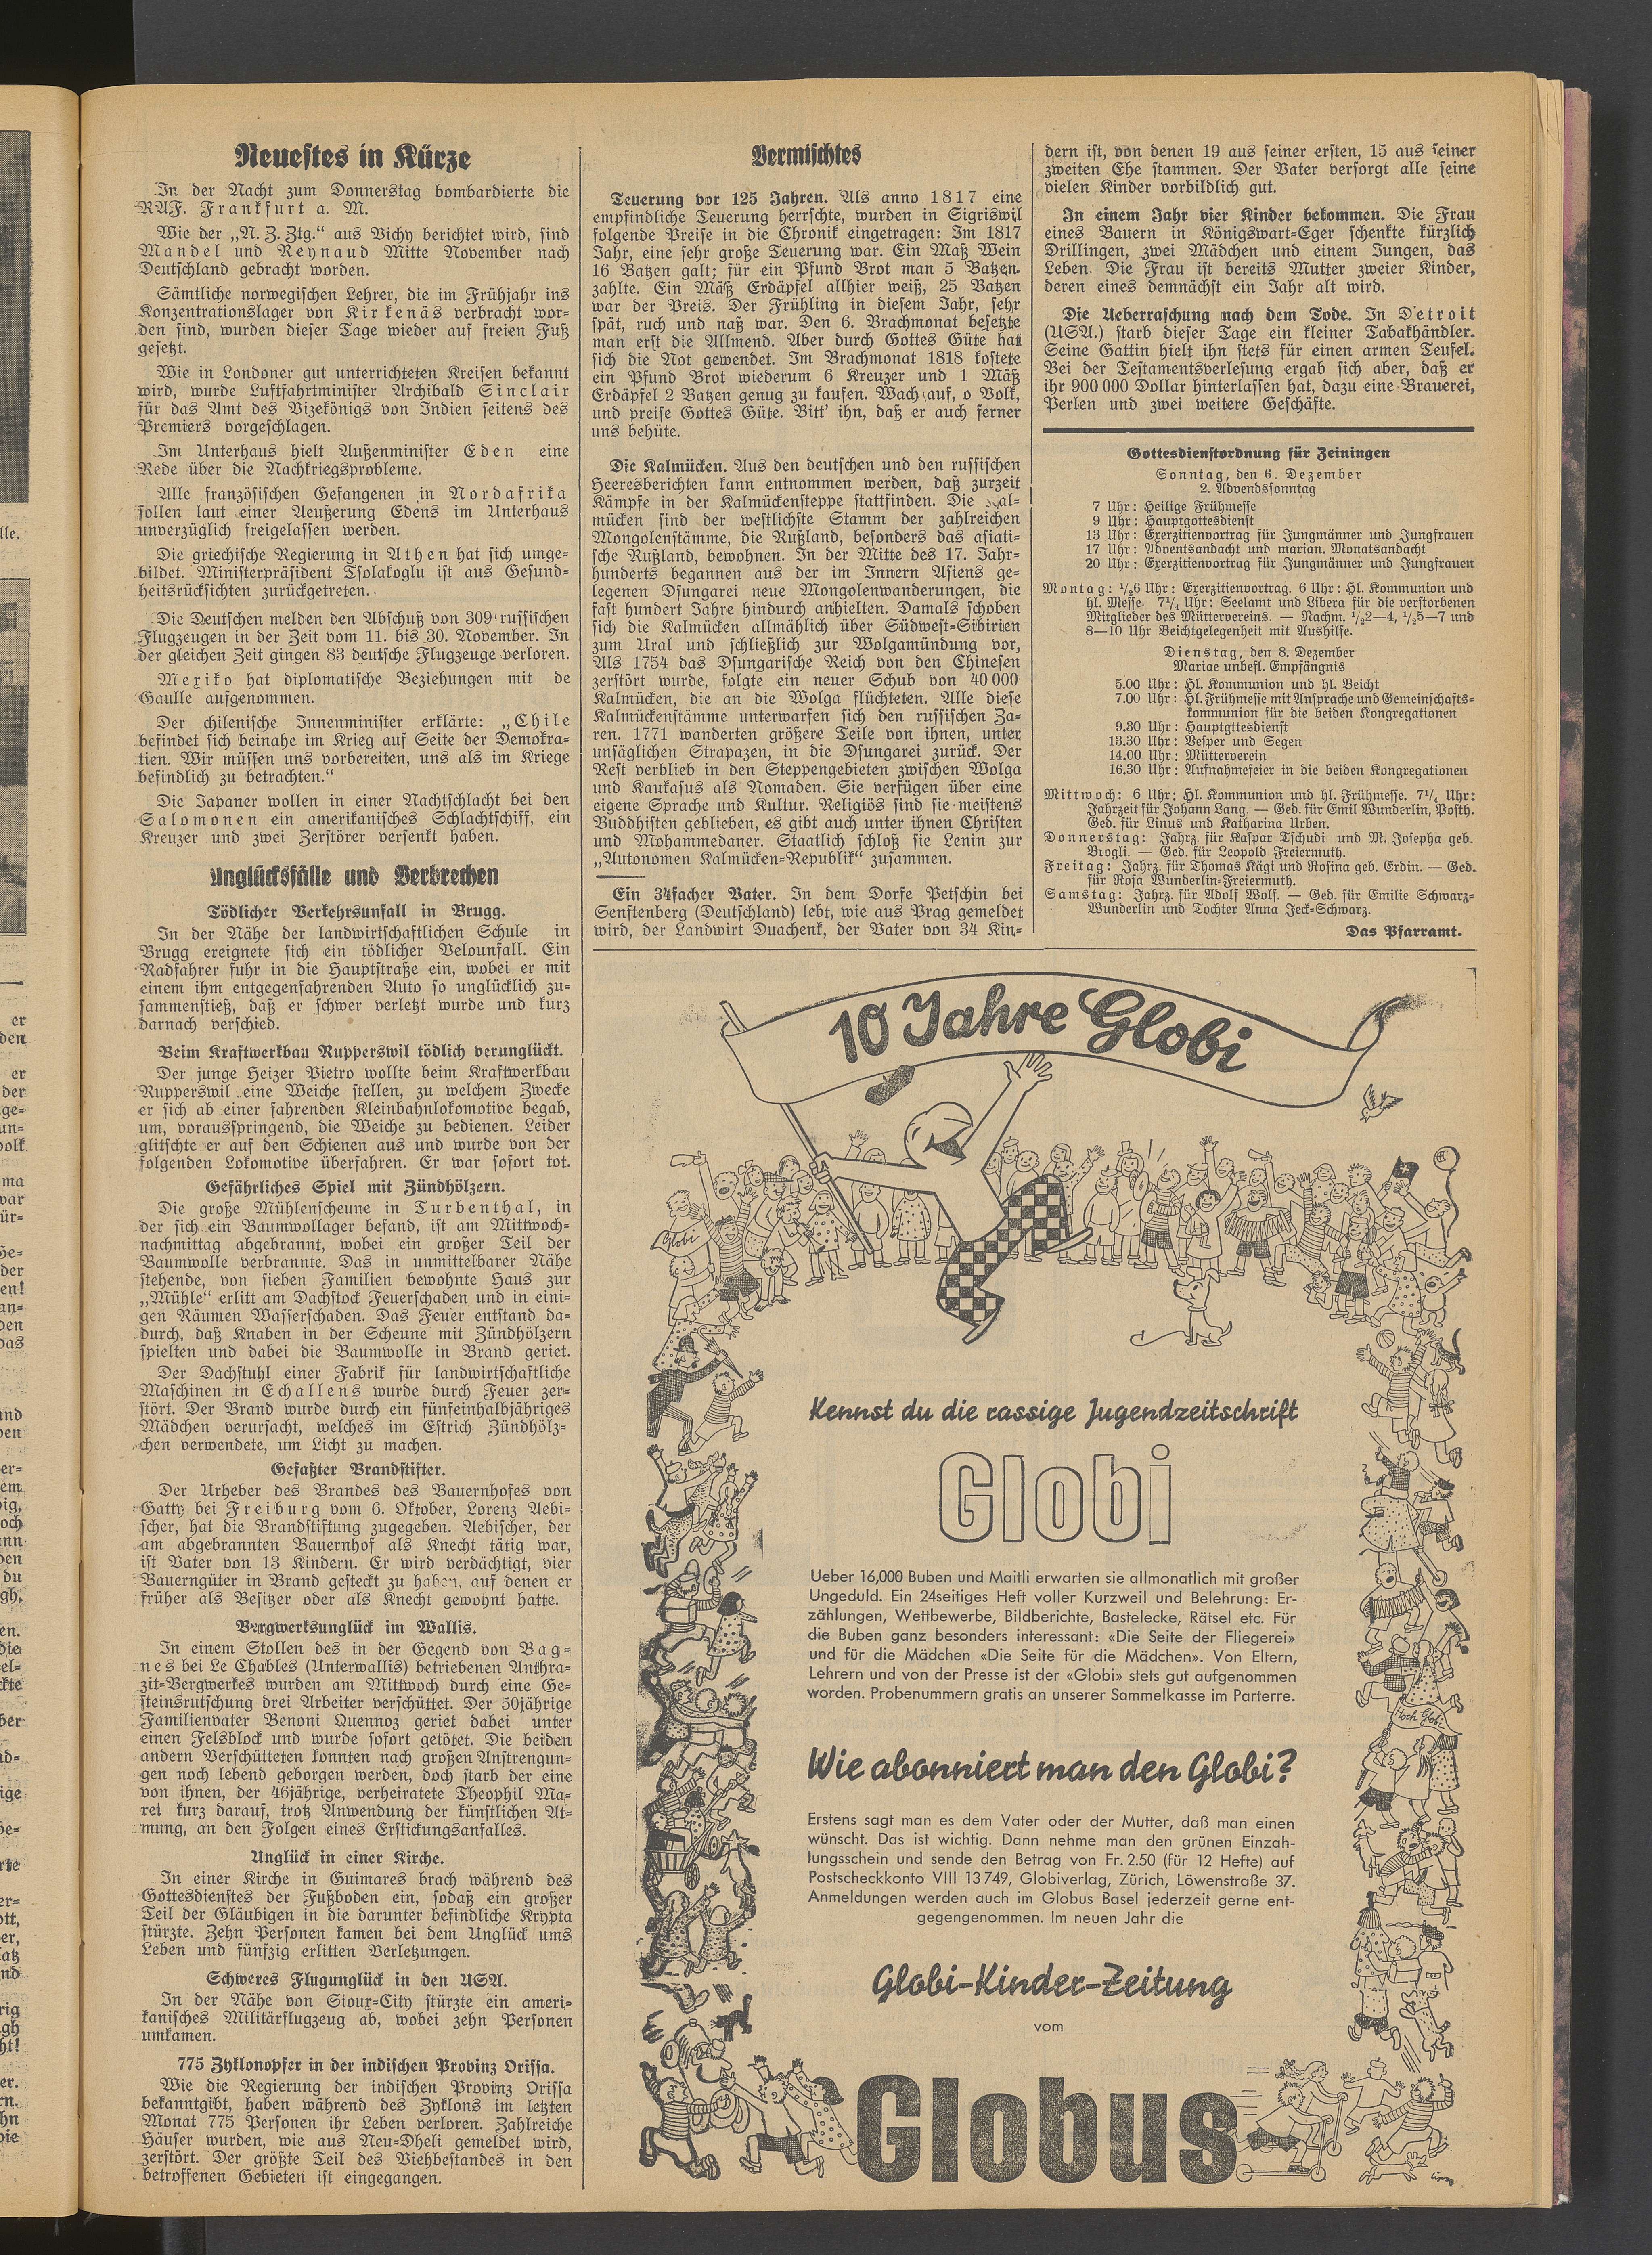 Neuestes in Kürze
In der Nacht zum Donnerstag bombardierte die
RAF. Frankfurt a. M.
Wie der „N. Z. Ztg.“ aus Vichy berichtet wird, sind
Mandel und Reynaud Mitte November nach
Deutschland gebracht worden.
Sämtliche norwegischen Lehrer, die im Frühjahr ins
Konzentrationslager von Kirkenäs verbracht wor-
den sind, wurden dieser Tage wieder auf freien Fuß
gesetzt.
Wie in Londoner gut unterrichteten Kreisen bekannt
wird, wurde Luftfahrtminister Archibald Sinclair
für das Amt des Vizekönigs von Indien seitens des
Premiers vorgeschlagen.
Im Unterhaus hielt Außenminister Eden eine
Rede über die Nachkriegsprobleme.
Alle französischen Gefangenen in Nordafrika
sollen laut einer Aeußerung Edens im Unterhaus
unverzüglich freigelassen werden.
Die griechische Regierung in Athen hat sich umge-
bildet. Ministerpräsident Tsolakoglu ist aus Gesund-
heitsrücksichten zurückgetreten.
Die Deutschen melden den Abschuß von 309 russischen
Flugzeugen in der Zeit vom 11. bis 30. November. In
der gleichen Zeit gingen 83 deutsche Flugzeuge verloren.
Mexiko hat diplomatische Beziehungen mit de
Gaulle aufgenommen.
Der chilenische Innenminister erklärte: „Chile
befindet sich beinahe im Krieg auf Seite der Demokra-
tien. Wir müssen uns vorbereiten, uns als im Kriege
befindlich zu betrachten.“
Die Japaner wollen in einer Nachtschlacht bei den
Salomonen ein amerikanisches Schlachtschiff, ein
Kreuzer und zwei Zerstörer versenkt haben.
Unglücksfälle und Verbrechen
Tödlicher Verkehrsunfall in Brugg.
In der Nähe der landwirtschaftlichen Schule in
Brugg ereignete sich ein tödlicher Velounfall. Ein
Radfahrer fuhr in die Hauptstraße ein, wobei er mit
einem ihm entgegenfahrenden Auto so unglücklich zu-
sammenstieß, daß er schwer verletzt wurde und kurz
darnach verschied.
Beim Kraftwerkbau Rupperswil tödlich verunglückt.
Der junge Heizer Pietro wollte beim Kraftwerkbau
Rupperswil eine Weiche stellen, zu welchem Zwecke
er sich ab einer fahrenden Kleinbahnlokomotive begab,
um, vorausspringend, die Weiche zu bedienen. Leider
glitschte er auf den Schienen aus und wurde von der
folgenden Lokomotive überfahren. Er war sofort tot.
Gefährliches Spiel mit Zündhölzern.
Die große Mühlenscheune in Turbenthal, in
der sich ein Baumwollager befand, ist am Mittwoch-
nachmittag abgebrannt, wobei ein großer Teil der
Baumwolle verbrannte. Das in unmittelbarer Nähe
stehende, von sieben Familien bewohnte Haus zur
„Mühle“ erlitt am Dachstock Feuerschaden und in eini-
gen Räumen Wasserschaden. Das Feuer entstand da-
durch, daß Knaben in der Scheune mit Zündhölzern
spielten und dabei die Baumwolle in Brand geriet.
Der Dachstuhl einer Fabrik für landwirtschaftliche
Maschinen in Echallens wurde durch Feuer zer-
stört. Der Brand wurde durch ein fünfeinhalbjähriges
Mädchen verursacht, welches im Estrich Zündhölz-
chen verwendete, um Licht zu machen.
Gefaßter Brandstifter.
Der Urheber des Brandes des Bauernhofes von
Gatty bei Freiburg vom 6. Oktober, Lorenz Aebi-
scher, hat die Brandstiftung zugegeben. Aebischer, der
am abgebrannten Bauernhof als Knecht tätig war,
ist Vater von 13 Kindern. Er wird verdächtigt, vier
Bauerngüter in Brand gesteckt zu haben, auf denen er
früher als Besitzer oder als Knecht gewohnt hatte.
Bergwerksunglück im Wallis.
In einem Stollen des in der Gegend von Bag-
nes bei Le Chables (Unterwallis) betriebenen Anthra-
zit-Bergwerkes wurden am Mittwoch durch eine Ge-
steinsrutschung drei Arbeiter verschüttet. Der 50jährige
Familienvater Benoni Quennoz geriet dabei unter
einen Felsblock und wurde sofort getötet. Die beiden
andern Verschütteten konnten nach großen Anstrengun-
gen noch lebend geborgen werden, doch starb der eine
von ihnen, der 46jährige, verheiratete Theophil Ma-
ret kurz darauf, trotz Anwendung der künstlichen At-
mung, an den Folgen eines Erstickungsanfalles.
Unglück in einer Kirche.
In einer Kirche in Guimares brach während des
Gottesdienstes der Fußboden ein, sodaß ein großer
Teil der Gläubigen in die darunter befindliche Krypta
stürzte. Zehn Personen kamen bei dem Unglück ums
Leben und fünfzig erlitten Verletzungen.
Schweres Flugunglück in den USA.
In der Nähe von Sioux-City stürzte ein ameri-
kanisches Militärflugzeug ab, wobei zehn Personen
umkamen.
775 Zyklonopfer in der indischen Provinz Orissa.
Wie die Regierung der indischen Provinz Orissa
bekanntgibt, haben während des Zyklons im letzten
Monat 775 Personen ihr Leben verloren. Zahlreiche
Häuser wurden, wie aus Neu-Dheli gemeldet wird,
zerstört. Der größte Teil des Viehbestandes in den
betroffenen Gebieten ist eingegangen.
Vermischtes
Teuerung vor 125 Jahren. Als anno 1817 eine
empfindliche Teuerung herrschte, wurden in Sigriswil
folgende Preise in die Chronik eingetragen: Im 1817
Jahr, eine sehr große Teuerung war. Ein Maß Wein
16 Batzen galt; für ein Pfund Brot man 5 Batzen.
zahlte. Ein Mäß Erdäpfel allhier weiß, 25 Batzen
war der Preis. Der Frühling in diesem Jahr, sehr
spät, ruch und naß war. Den 6. Brachmonat besetzte
man erst die Allmend. Aber durch Gottes Güte hat
sich die Not gewendet. Im Brachmonat 1818 kostete
ein Pfund Brot wiederum 6 Kreuzer und 1 Mäß
Erdäpfel 2 Batzen genug zu kaufen. Wach auf, o Volk,
und preise Gottes Güte. Bitt' ihn, daß er auch ferner
uns behüte.
Die Kalmücken. Aus den deutschen und den russischen
Heeresberichten kann entnommen werden, daß zurzeit
Kämpfe in der Kalmückensteppe stattfinden. Die Kal-
mücken sind der westlichste Stamm der zahlreichen
Mongolenstämme, die Rußland, besonders das asiati-
sche Rußland, bewohnen. In der Mitte des 17. Jahr-
hunderts begannen aus der im Innern Asiens ge-
legenen Dsungarei neue Mongolenwanderungen, die
fast hundert Jahre hindurch anhielten. Damals schoben
sich die Kalmücken allmählich über Südwest-Sibirien
zum Ural und schließlich zur Wolgamündung vor,
Als 1754 das Dsungarische Reich von den Chinesen
zerstört wurde, folgte ein neuer Schub von 40 000
Kalmücken, die an die Wolga flüchteten. Alle diese
Kalmückenstämme unterwarfen sich den russischen Za-
ren. 1771 wanderten größere Teile von ihnen, unter
unsäglichen Strapazen, in die Dsungarei zurück. Der
Rest verblieb in den Steppengebieten zwischen Wolga
und Kaukasus als Nomaden. Sie verfügen über eine
eigene Sprache und Kultur. Religiös sind sie meistens
Buddhisten geblieben, es gibt auch unter ihnen Christen
und Mohammedaner. Staatlich schloß sie Lenin zur
„Autonomen Kalmücken-Republik“ zusammen.
Ein 34facher Vater. In dem Dorfe Petschin bei
Senftenberg (Deutschland) lebt, wie aus Prag gemeldet
wird, der Landwirt Duachenk, der Vater von 34 Kin-
dern ist, von denen 19 aus seiner ersten, 15 aus seiner
zweiten Ehe stammen. Der Vater versorgt alle seine
vielen Kinder vorbildlich gut.
In einem Jahr vier Kinder bekommen. Die Frau
eines Bauern in Königswart-Eger schenkte kürzlich
Drillingen, zwei Mädchen und einem Jungen, das
Leben. Die Frau ist bereits Mutter zweier Kinder,
deren eines demnächst ein Jahr alt wird.
Die Ueberraschung nach dem Tode. In Detroit
(USA.) starb dieser Tage ein kleiner Tabakhändler.
Seine Gattin hielt ihn stets für einen armen Teufel.
Bei der Testamentsverlesung ergab sich aber, daß er
ihr 900 000 Dollar hinterlassen hat, dazu eine Brauerei,
Perlen und zwei weitere Geschäfte.
Gottesdienstordnung für Zeiningen
Sonntag, den 6. Dezember
2. Advendssonntag
7 Uhr: Heilige Frühmesse
9 Uhr: Hauptgottesdienst
13 Uhr: Exerzitienvortrag für Jungmänner und Jungfrauen
17 Uhr: Adventsandacht und marian. Monatsandacht
20 Uhr: Exerzitienvortrag für Jungmänner und Jungfrauen
Montag: 1/26 Uhr: Exerzitienvortrag. 6 Uhr: Hl. Kommunion und
hl. Messe. 7 1/4 Uhr: Seelamt und Libera für die verstorbenen
Mitglieder des Müttervereins. — Nachm. 1/22—4, 1/25—7 und
8—10 Uhr Beichtgelegenheit mit Aushilfe.
Dienstag, den 8. Dezember
Mariae unbefl. Empfängnis
5.00 Uhr: Hl. Kommunion und hl. Beicht
7.00 Uhr: Hl. Frühmesse mit Ansprache und Gemeinschafts-
kommunion für die beiden Kongregationen
9.30 Uhr: Hauptgttesdienst
13.30 Uhr: Vesper und Segen
14.00 Uhr: Mütterverein
16.30 Uhr: Aufnahmefeier in die beiden Kongregationen
Mittwoch: 6 Uhr: Hl. Kommunion und hl. Frühmesse. 7 1/4 Uhr:
Jahrzeit für Johann Lang. — Ged. für Emil Wunderlin, Posth.
Ged. für Linus und Katharina Urben.
Donnerstag: Jahrz. für Kaspar Tschudi und M. Josepha geb.
Brogli. — Ged. für Leopold Freiermuth.
Freitag: Jahrz. für Thomas Kägi und Rosina geb. Erdin. — Ged.
für Rosa Wunderlin-Freiermuth.
Samstag: Jahrz. für Adolf Wolf. — Ged. für Emilie Schwarz-
Wunderlin und Tochter Anna Jeck-Schwarz.
Das Pfarramt.
10 Jahre Globi
Globi
Kennst du die rassige Jugendzeitschrift
Globi
Ueber 16,000 Buben und Maitli erwarten sie allmonatlich mit großer
Ungeduld. Ein 24seitiges Heft voller Kurzweil und Belehrung: Er-
zählungen, Wettbewerbe, Bildberichte, Bastelecke, Rätsel etc. Für
die Buben ganz besonders interessant: «Die Seite der Fliegerei»
und für die Mädchen «Die Seite für die Mädchen». Von Eltern,
Lehrern und von der Presse ist der «Globi» stets gut aufgenommen
worden. Probenummern gratis an unserer Sammelkasse im Parterre.
Hoch Globi
Wie abonniert man den Globi?
Erstens sagt man es dem Vater oder der Mutter, daß man einen
wünscht. Das ist wichtig. Dann nehme man den grünen Einzah-
lungsschein und sende den Betrag von Fr. 2.50 (für 12 Hefte) auf
Postscheckkonto VIII 13 749, Globiverlag, Zürich, Löwenstraße 37.
Anmeldungen werden auch im Globus Basel jederzeit gerne ent-
gegengenommen. Im neuen Jahr die
Globi-Kinder-Zeitung
vom
Globus